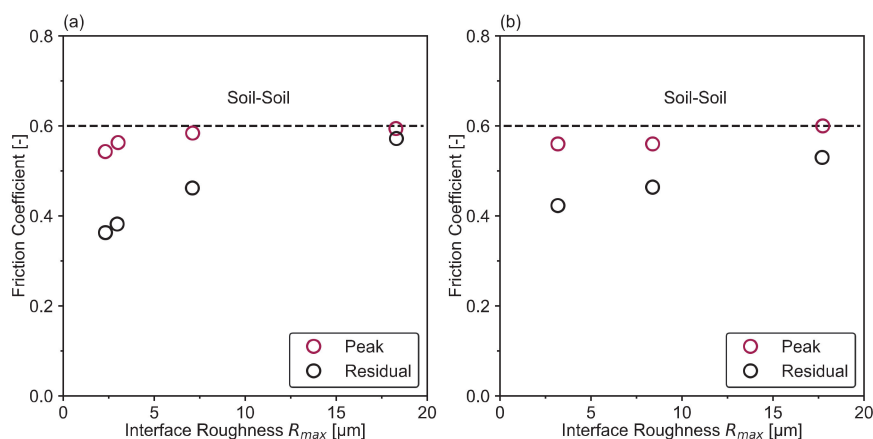 (a)
0.8
0.6
0.4
0.2
0.0
Friction Coefficient [-]
Soil-Soil
Peak
Residual
0 5 10 15 20
Interface Roughness Rmax [µm]
(b)
0.8
0.6
0.4
0.2
0.0
Friction Coefficient [-]
Soil-Soil
Peak
Residual
0 5 10 15 20
Interface Roughness Rmax [µm]